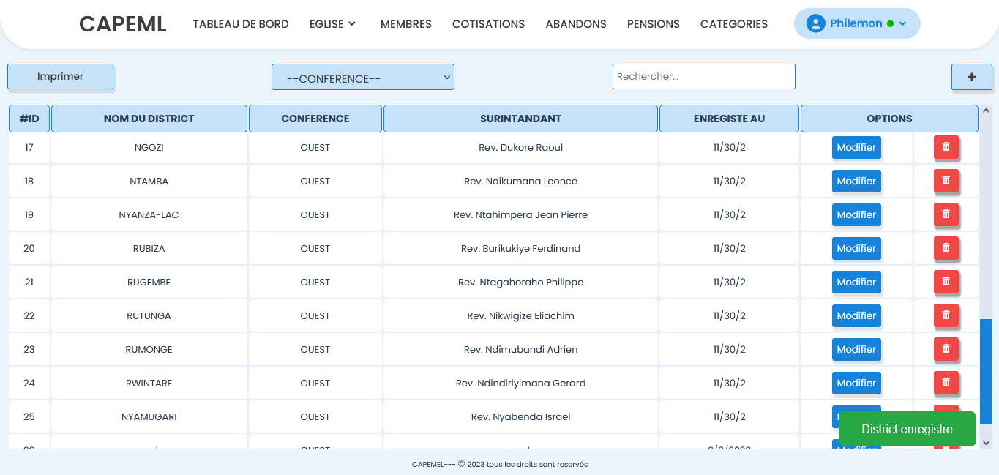 CAPEML TABLEAU DE BORD EGLISE MEMBRES COTISATIONS ABANDONS PENSIONS CATEGORIES Philemon
Imprimer --CONFERENCE-- Rechercher... +
#ID NOM DU DISTRICT CONFERENCE SURINTANDANT ENREGISTE AU OPTIONS
17 NGOZI OUEST Rev. Dukore Raoul 11/30/2 Modifier
18 NTAMBA OUEST Rev. Ndikumana Leonce 11/30/2 Modifier
19 NYANZA-LAC OUEST Rev. Ntahimpera Jean Pierre 11/30/2 Modifier
20 RUBIZA OUEST Rev. Burikukiye Ferdinand 11/30/2 Modifier
21 RUGEMBE OUEST Rev. Ntagahoraho Philippe 11/30/2 Modifier
22 RUTUNGA OUEST Rev. Nikwigize Eliachim 11/30/2 Modifier
23 RUMONGE OUEST Rev. Ndimubandi Adrien 11/30/2 Modifier
24 RWINTARE OUEST Rev. Ndindiriyimana Gerard 11/30/2 Modifier
25 NYAMUGARI OUEST Rev. Nyabenda Israel 11/30/2
District enregistre
OUEST
CAPEMEL--- © 2023 tous les droits sont reservés